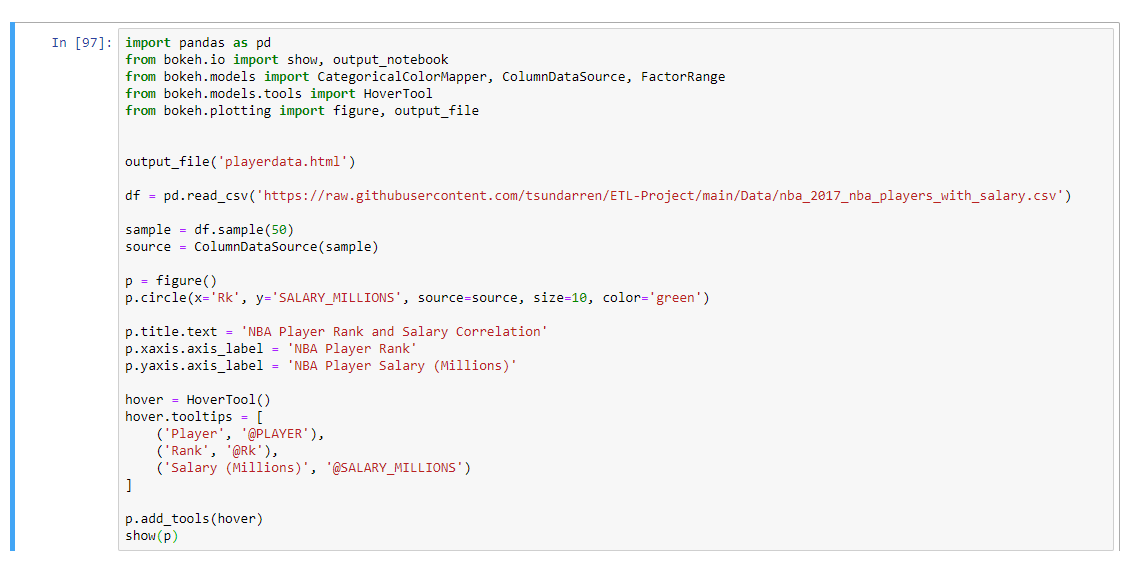 In [97]: import pandas as pd
from bokeh.io import show, output_notebook
from bokeh.models import CategoricalColorMapper, ColumnDataSource, FactorRange
from bokeh.models.tools import HoverTool
from bokeh.plotting import figure, output_file
output_file('playerdata.html')
df = pd.read_csv('https://raw.githubusercontent.com/tsundarren/ETL-Project/main/Data/nba_2017_nba_players_with_salary.csv')
sample = df.sample(50)
source = ColumnDataSource(sample)
p = figure()
p.circle(x='Rk', y='SALARY_MILLIONS', source=source, size=10, color='green')
p.title.text = 'NBA Player Rank and Salary Correlation'
p.xaxis.axis_label = 'NBA Player Rank'
p.yaxis.axis_label = 'NBA Player Salary (Millions)'
hover = HoverTool()
hover.tooltips = [
    ('Player', '@PLAYER'),
    ('Rank', '@Rk'),
    ('Salary (Millions)', '@SALARY_MILLIONS')
]
p.add_tools(hover)
show(p)